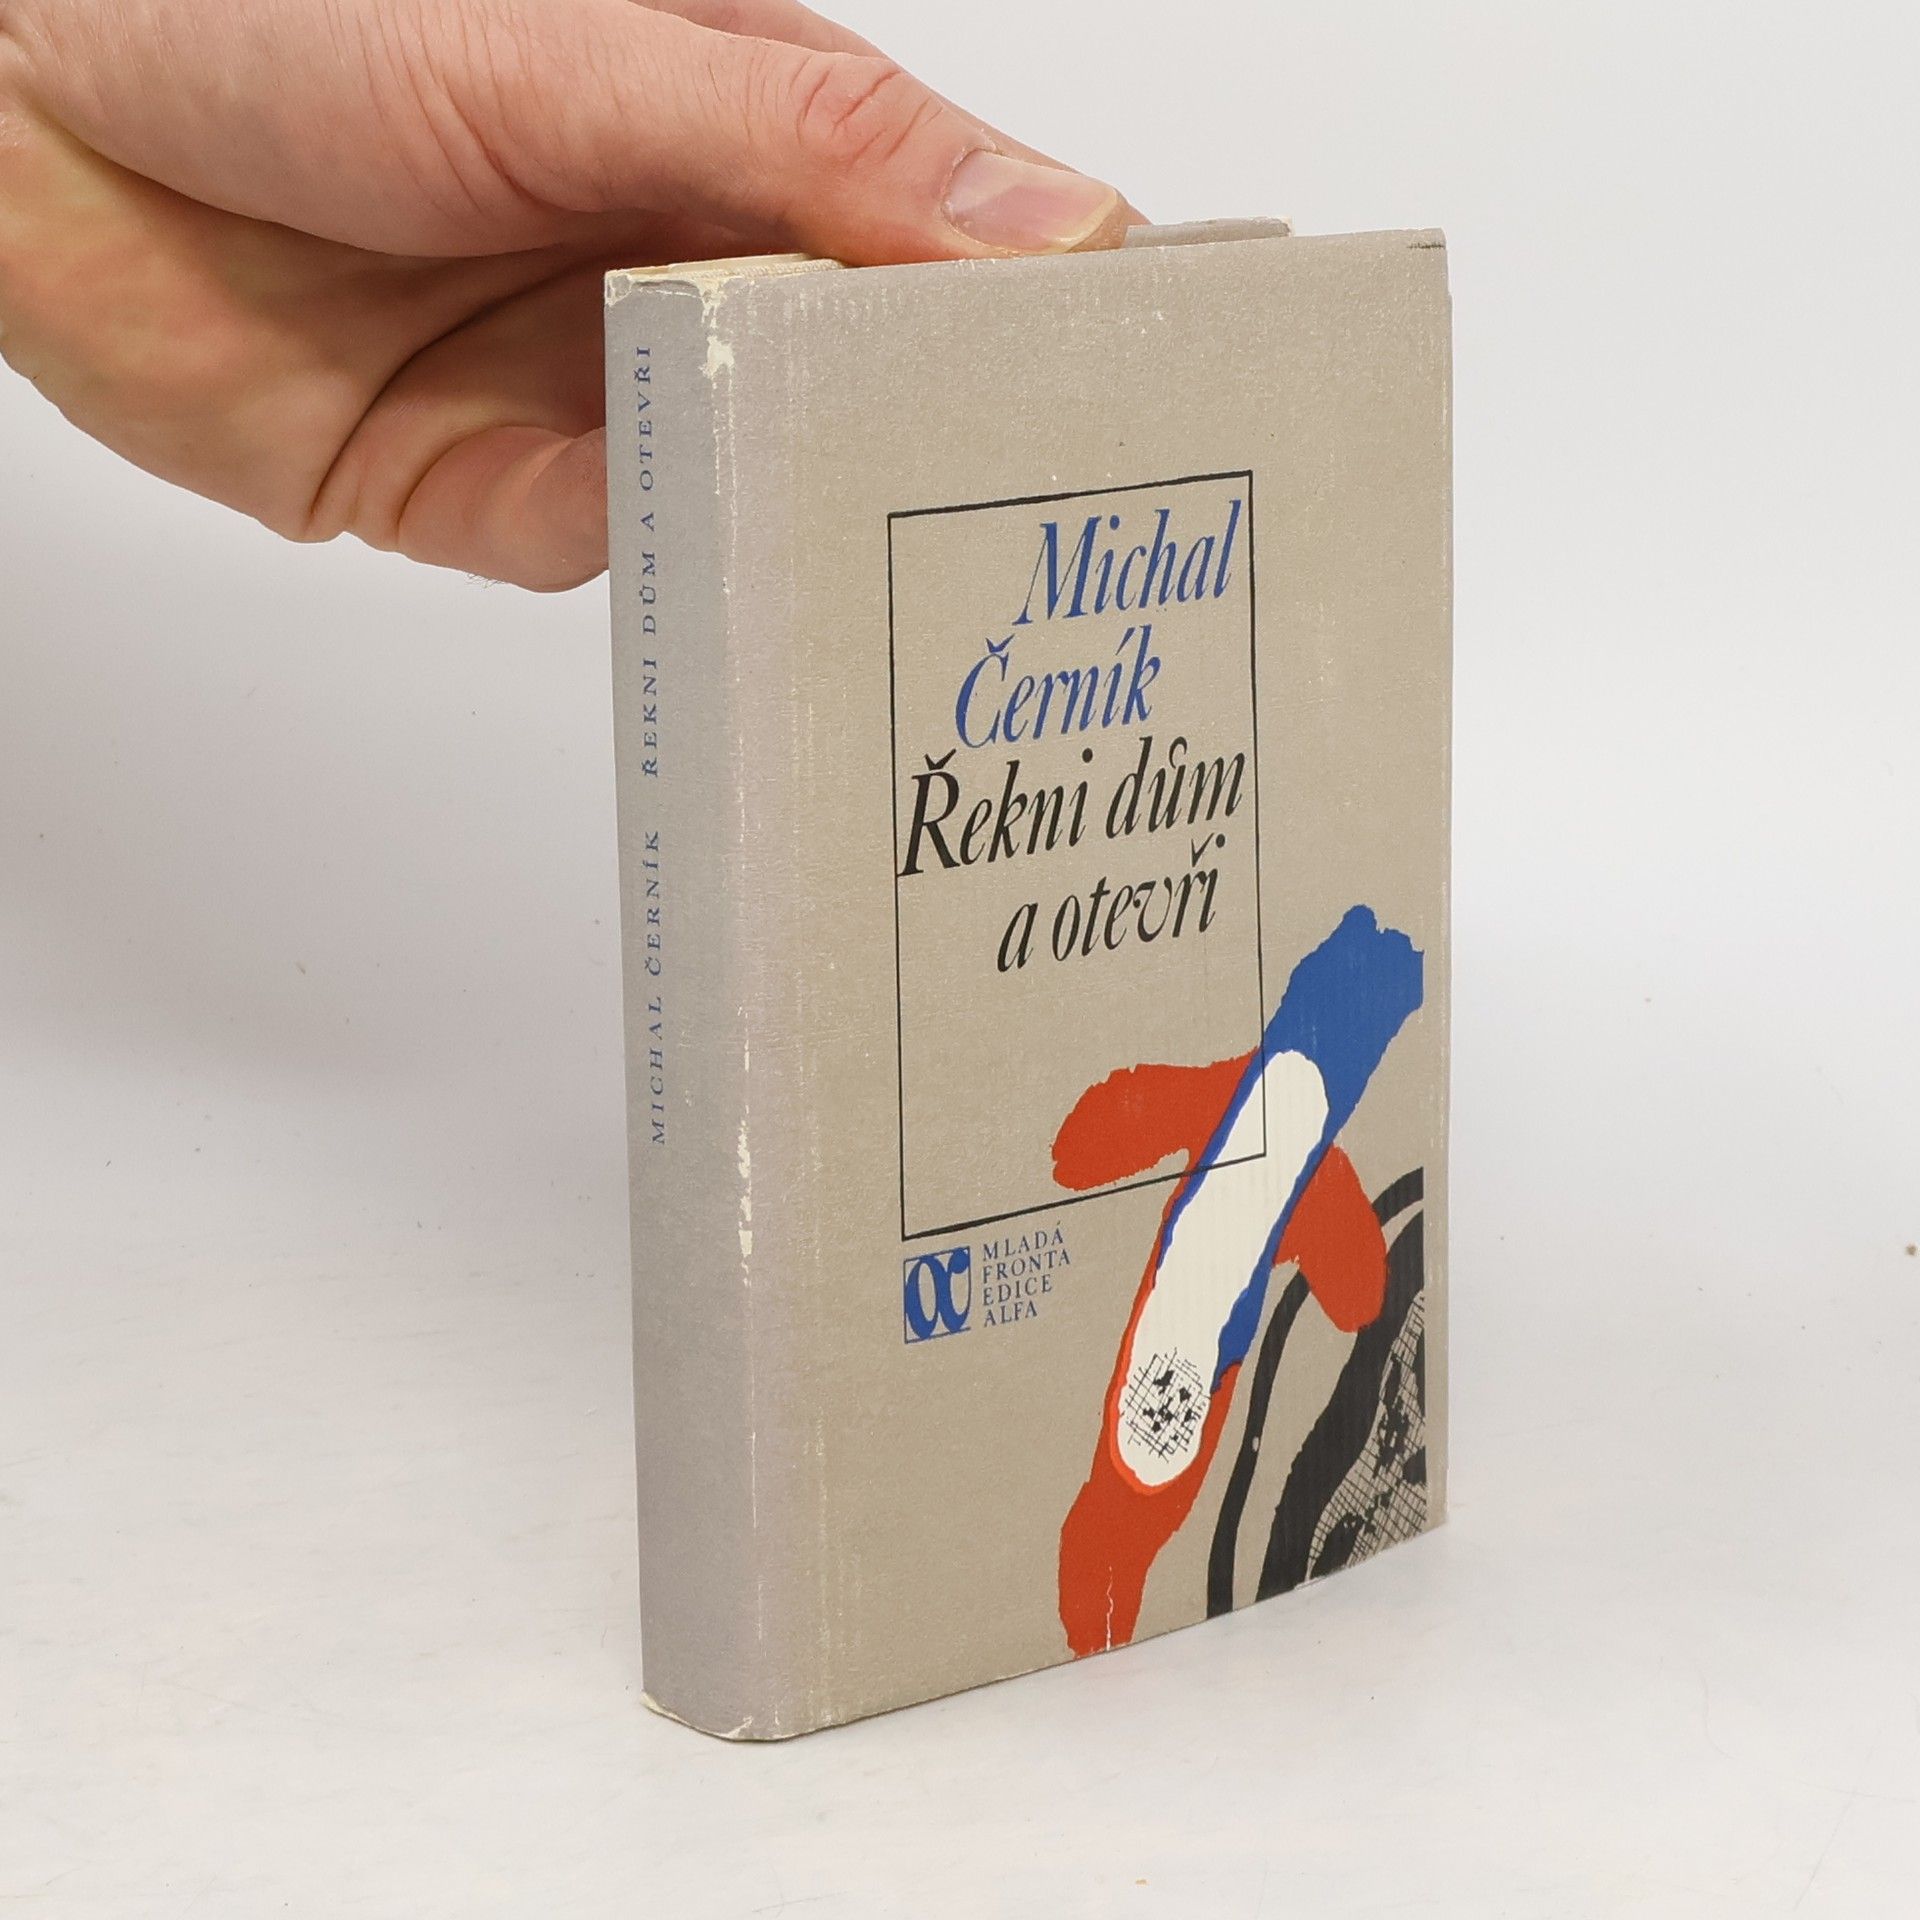 MICHAL ČERNÍK ŘEKNI DŮM A OTEVŘI
Michal
Černík
Řekni dům
a otevři
α
MLADÁ
FRONTA
EDICE
ALFA